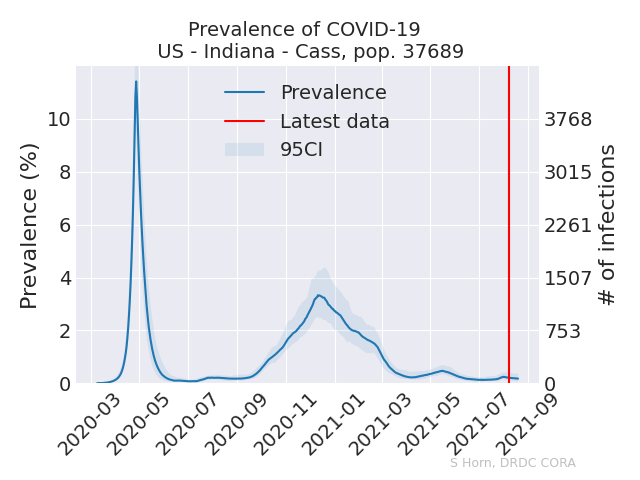 Prevalence of COVID-19
US - Indiana - Cass, pop. 37689
Prevalence
Latest data
95CI
Prevalence (%)
10
8
6
4
2
0
3768
3015
2261
1507
753
0
# of infections
2020-03
2020-05
2020-07
2020-09
2020-11
2021-01
2021-03
2021-05
2021-07
2021-09
S Horn, DRDC CORA